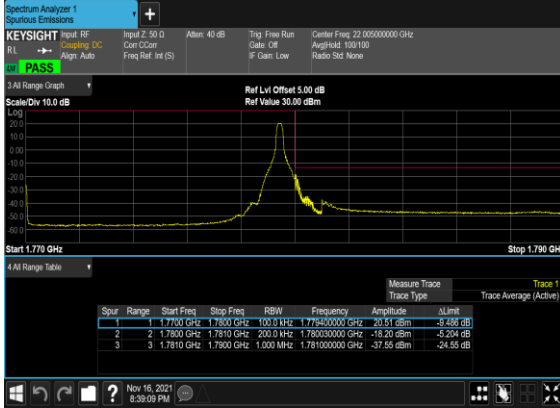 Spectrum Analyzer 1
Spurious Emissions
+
KEYSIGHT Input: RF Input Z: 50 Ω Atten: 40 dB Trig: Free Run Center Freq: 22.005000000 GHz
RL Coupling: DC Corr CCorr Gate: Off Avg|Hold: 100/100
Align: Auto Freq Ref: Int (S) IF Gain: Low Radio Std: None
LXI PASS
3 All Range Graph
Ref Lvl Offset 5.00 dB
Scale/Div 10.0 dB Ref Value 30.00 dBm
Log
20.0
10.0
0.00
-10.0
-20.0
-30.0
-40.0
-50.0
-60.0
Start 1.770 GHz Stop 1.790 GH
4 All Range Table
Measure Trace Trace 1
Trace Type Trace Average (Active)
Spur Range Start Freq Stop Freq RBW Frequency Amplitude ΔLimit
1 1 1.7700 GHz 1.7800 GHz 100.0 kHz 1.779400000 GHz 20.51 dBm -9.486 dB
2 2 1.7800 GHz 1.7810 GHz 200.0 kHz 1.780030000 GHz -18.20 dBm -5.204 dB
3 3 1.7810 GHz 1.7900 GHz 1.000 MHz 1.781000000 GHz -37.55 dBm -24.55 dB
? Nov 16, 2021
8:39:09 PM